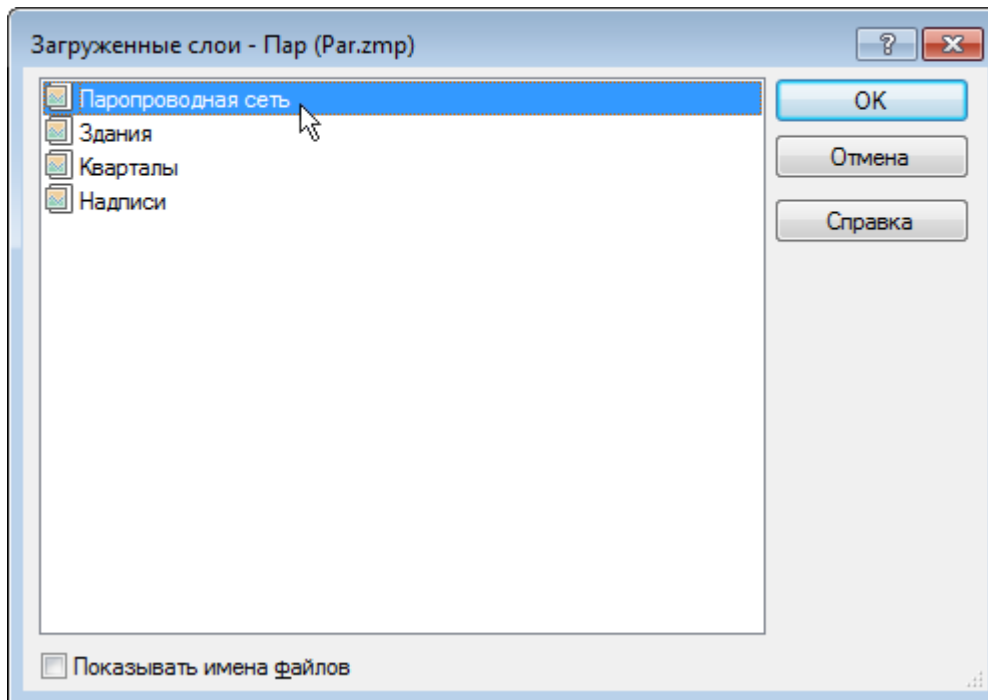 Загруженные слои - Пар (Par.zmp)
Паропроводная сеть
Здания
Кварталы
Надписи
OK
Отмена
Справка
Показывать имена файлов